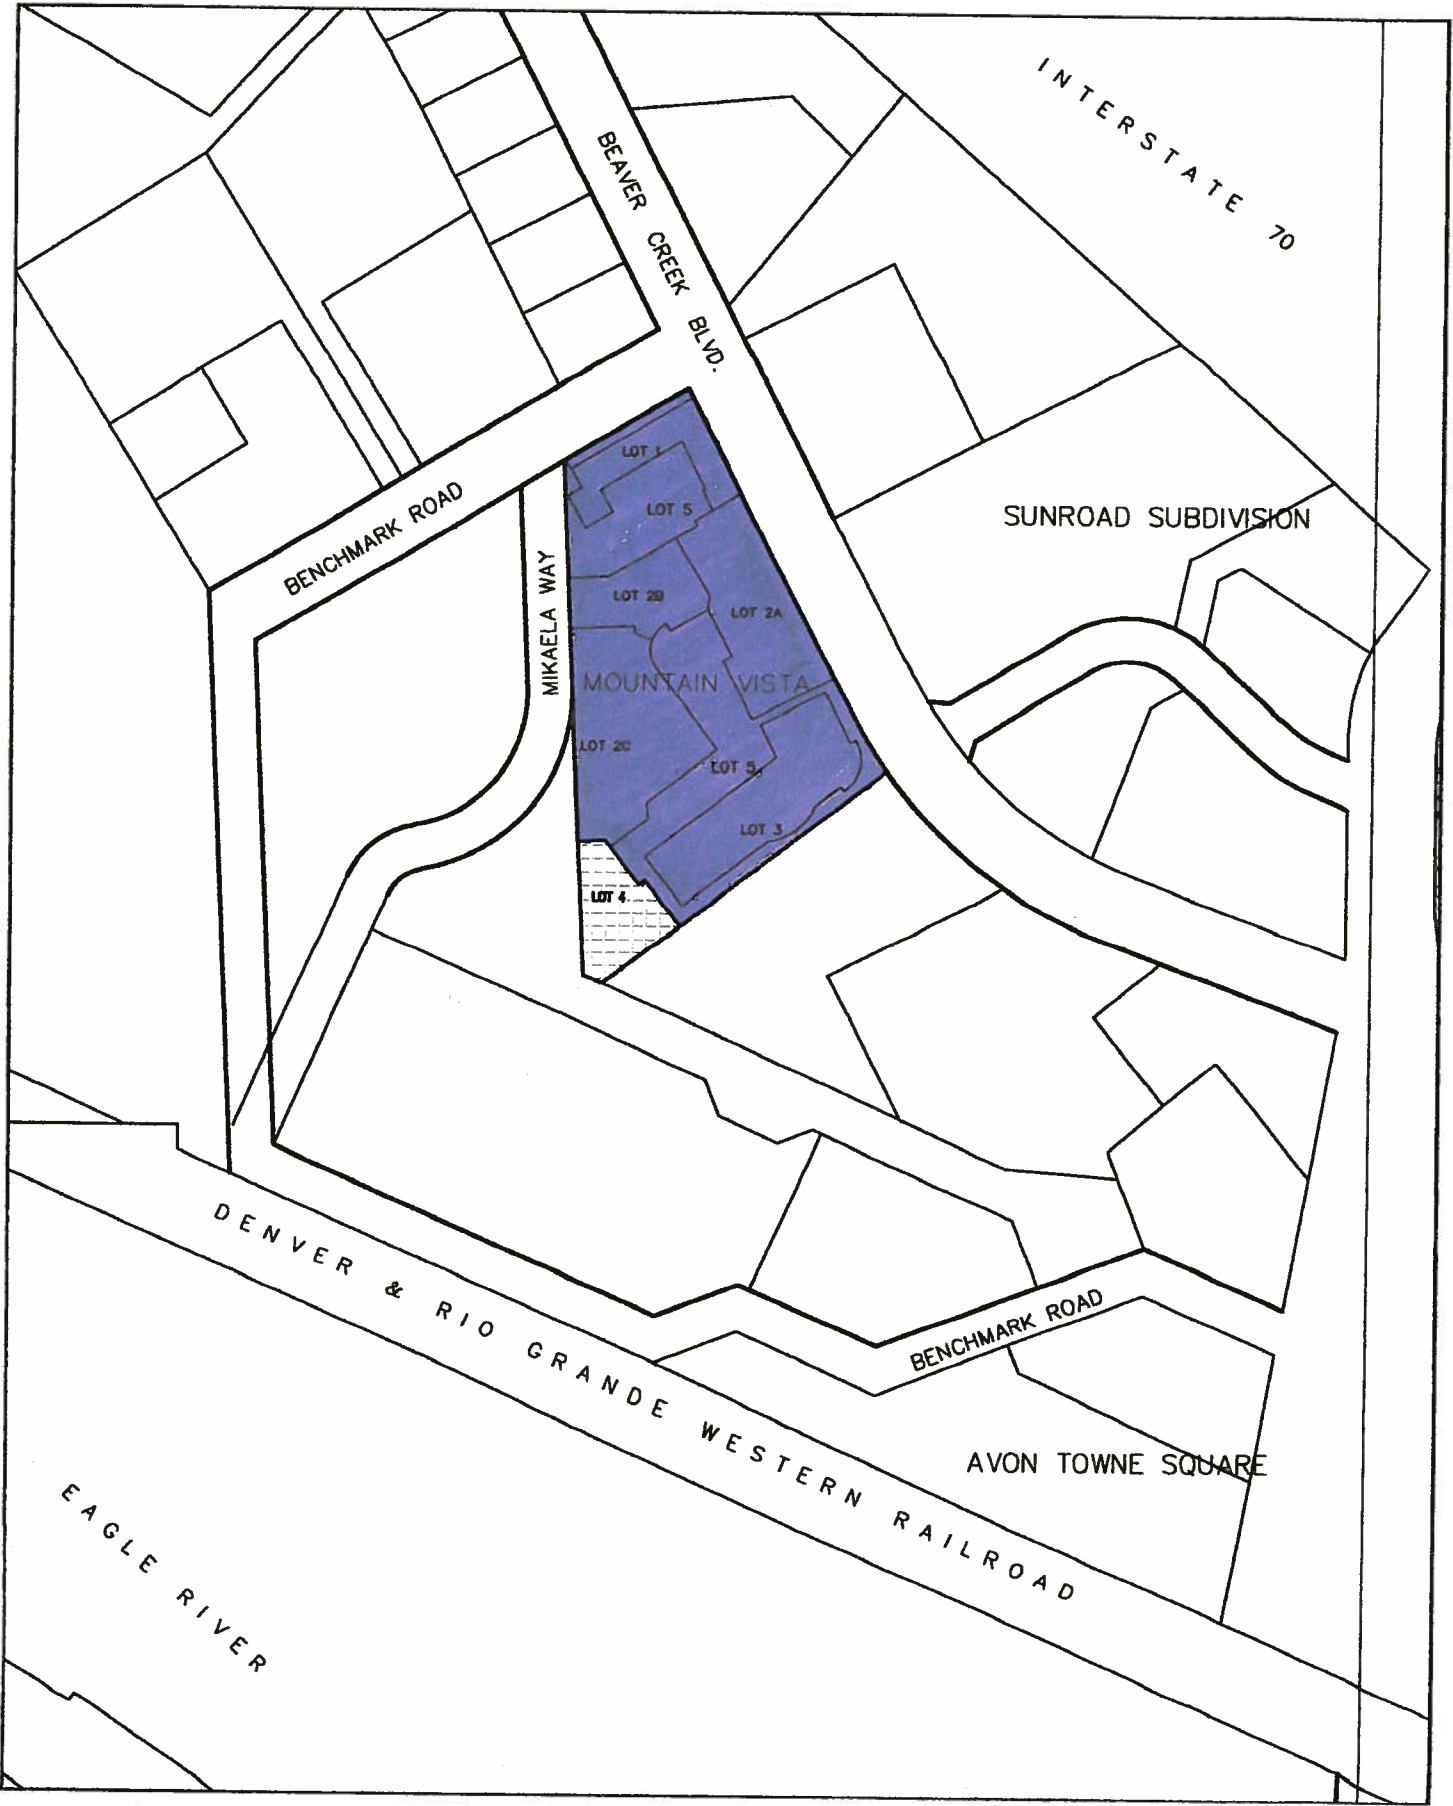 INTERSTATE 70
BEAVER CREEK BLVD.
LOT 1
BENCHMARK ROAD
LOT 5
SUNROAD SUBDIVISION
MIKAELA WAY
LOT 2B
LOT 2A
MOUNTAIN VISTA
LOT 2C
LOT 5
LOT 3
LOT 4
DENVER & RIO GRANDE WESTERN RAILROAD
BENCHMARK ROAD
AVON TOWNE SQUARE
EAGLE RIVER